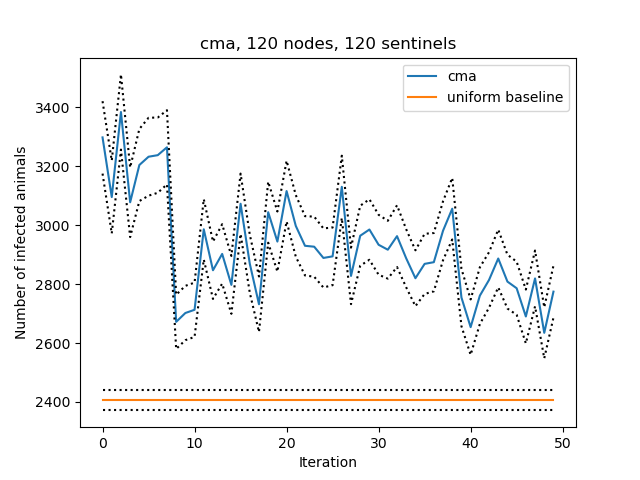 cma, 120 nodes, 120 sentinels
cma
uniform baseline
Number of infected animals
3400
3200
3000
2800
2600
2400
0 10 20 30 40 50
Iteration